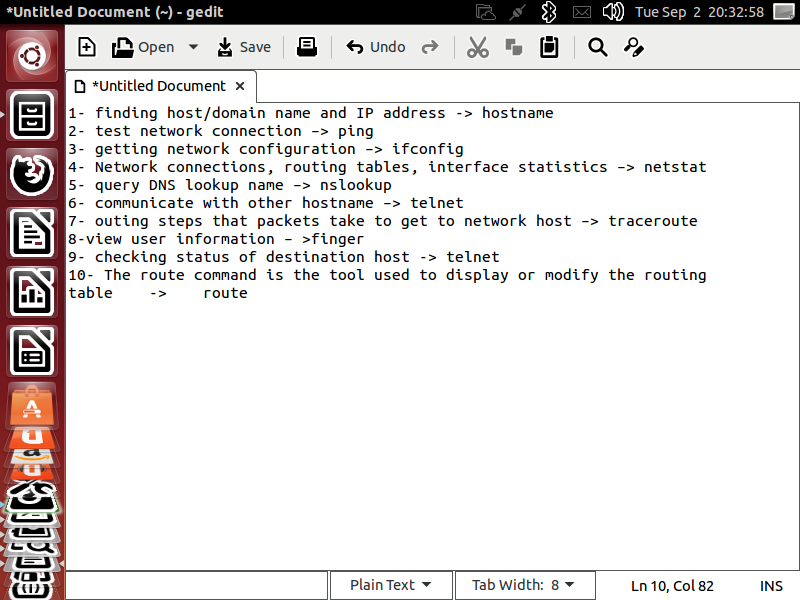 *Untitled Document (~) - gedit
Tue Sep 2 20:32:58
Open
Save
Undo
*Untitled Document ×
1- finding host/domain name and IP address -> hostname
2- test network connection –> ping
3- getting network configuration –> ifconfig
4- Network connections, routing tables, interface statistics –> netstat
5- query DNS lookup name –> nslookup
6- communicate with other hostname –> telnet
7- outing steps that packets take to get to network host –> traceroute
8-view user information – >finger
9- checking status of destination host -> telnet
10- The route command is the tool used to display or modify the routing
table -> route
Plain Text
Tab Width: 8
Ln 10, Col 82
INS